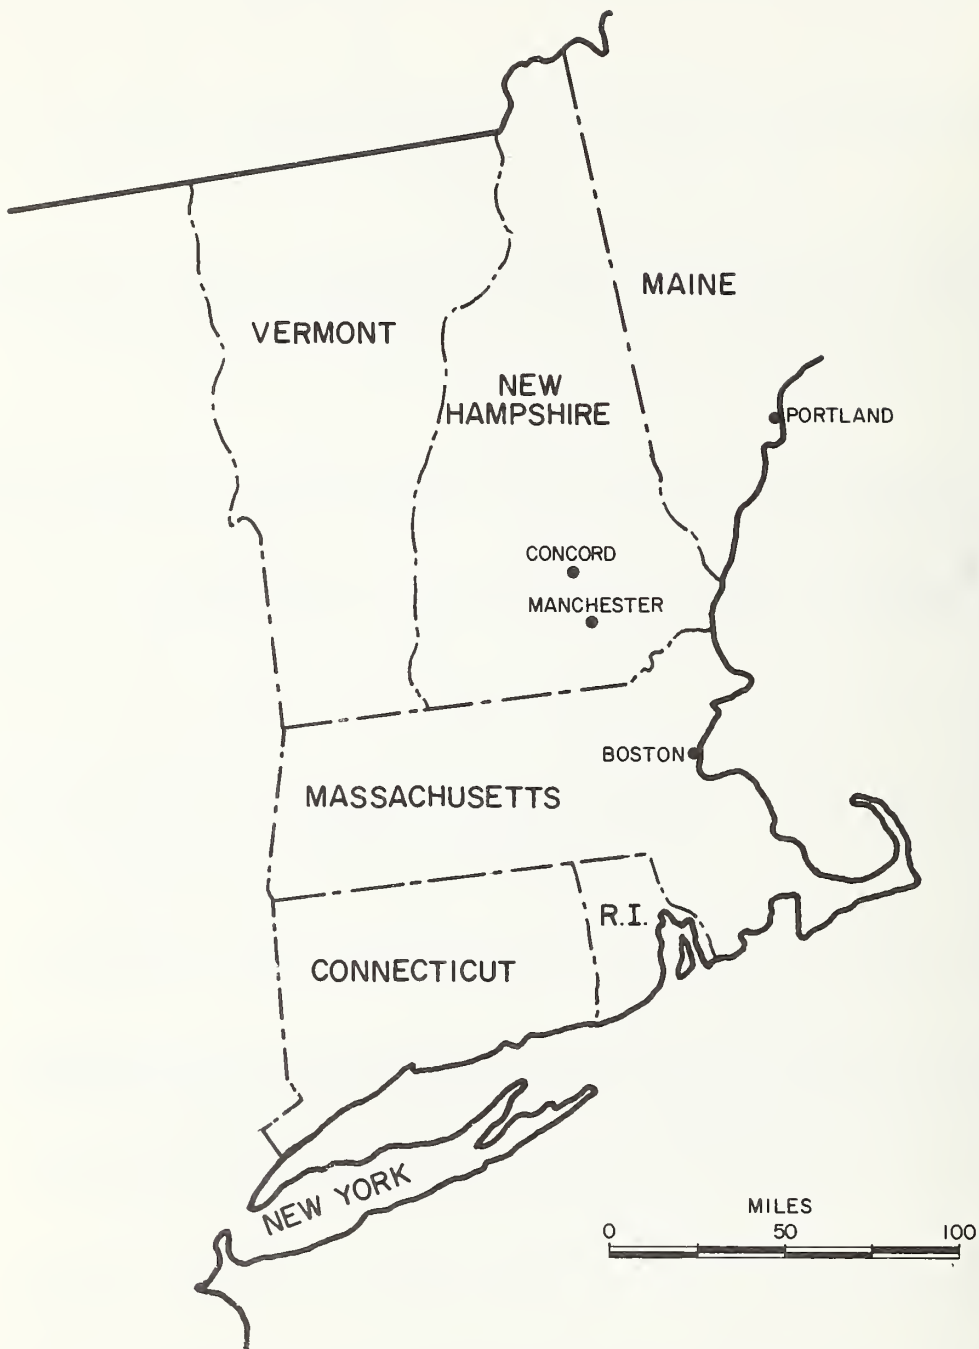 MAINE
VERMONT
NEW
HAMPSHIRE
PORTLAND
CONCORD
MANCHESTER
BOSTON
MASSACHUSETTS
R.I.
CONNECTICUT
NEW YORK
MILES
0 50 100